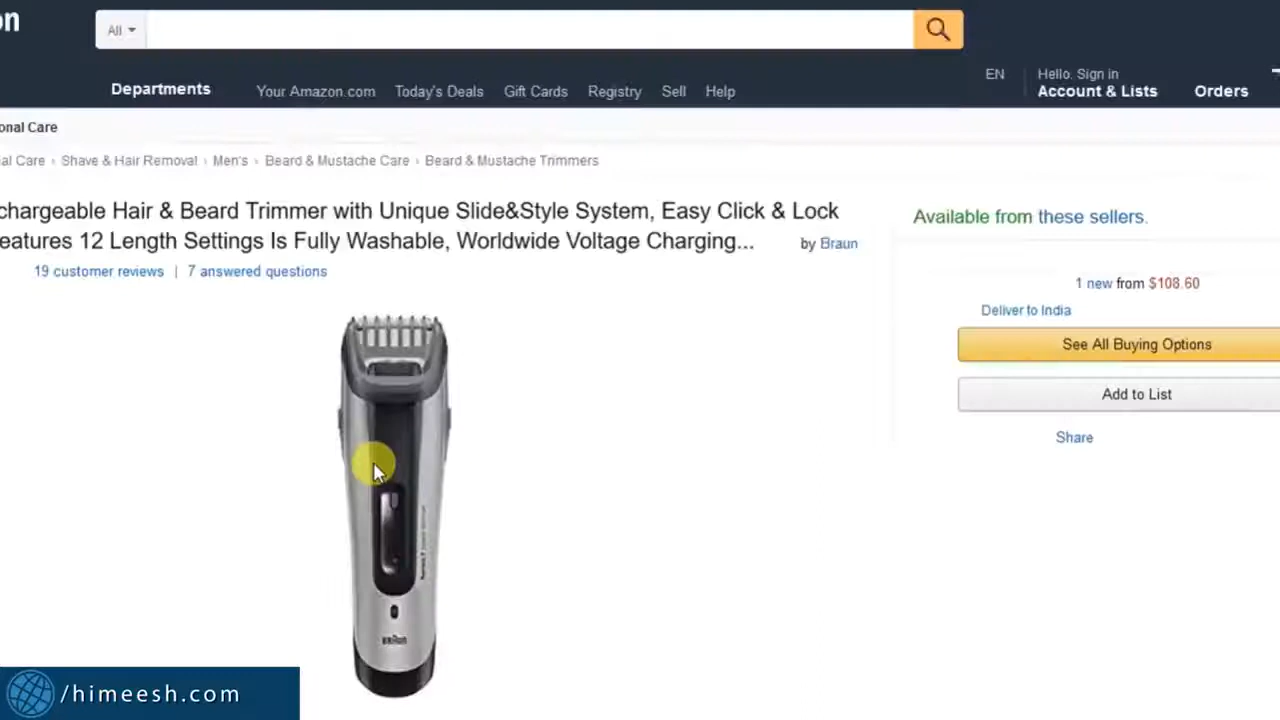 on
All
EN
Hello. Sign in
Departments Your Amazon.com Today's Deals Gift Cards Registry Sell Help Account & Lists Orders
onal Care
al Care › Shave & Hair Removal › Men's › Beard & Mustache Care › Beard & Mustache Trimmers
chargeable Hair & Beard Trimmer with Unique Slide&Style System, Easy Click & Lock
eatures 12 Length Settings Is Fully Washable, Worldwide Voltage Charging... by Braun
19 customer reviews | 7 answered questions
Available from these sellers.
1 new from $108.60
Deliver to India
See All Buying Options
Add to List
Share
BRAUN
/himeesh.com